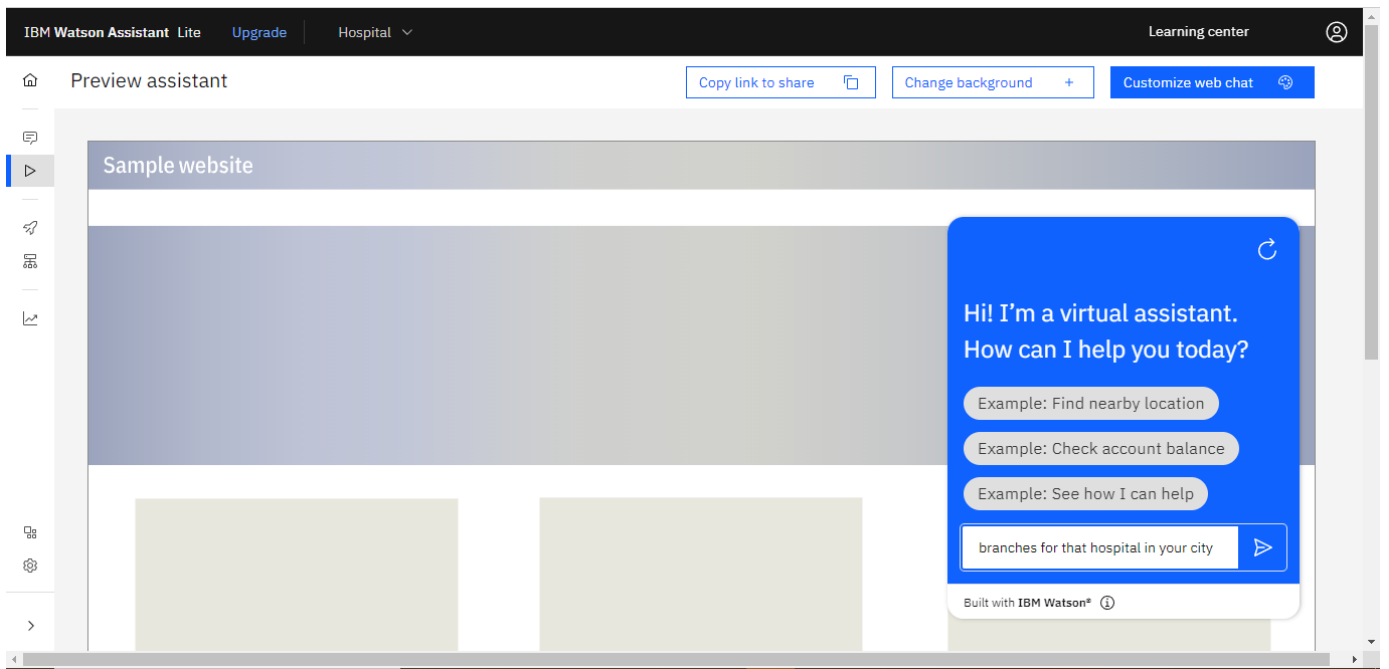 IBM Watson Assistant Lite Upgrade Hospital Learning center
Preview assistant Copy link to share Change background + Customize web chat
Sample website
Hi! I'm a virtual assistant.
How can I help you today?
Example: Find nearby location
Example: Check account balance
Example: See how I can help
branches for that hospital in your city
Built with IBM Watson®